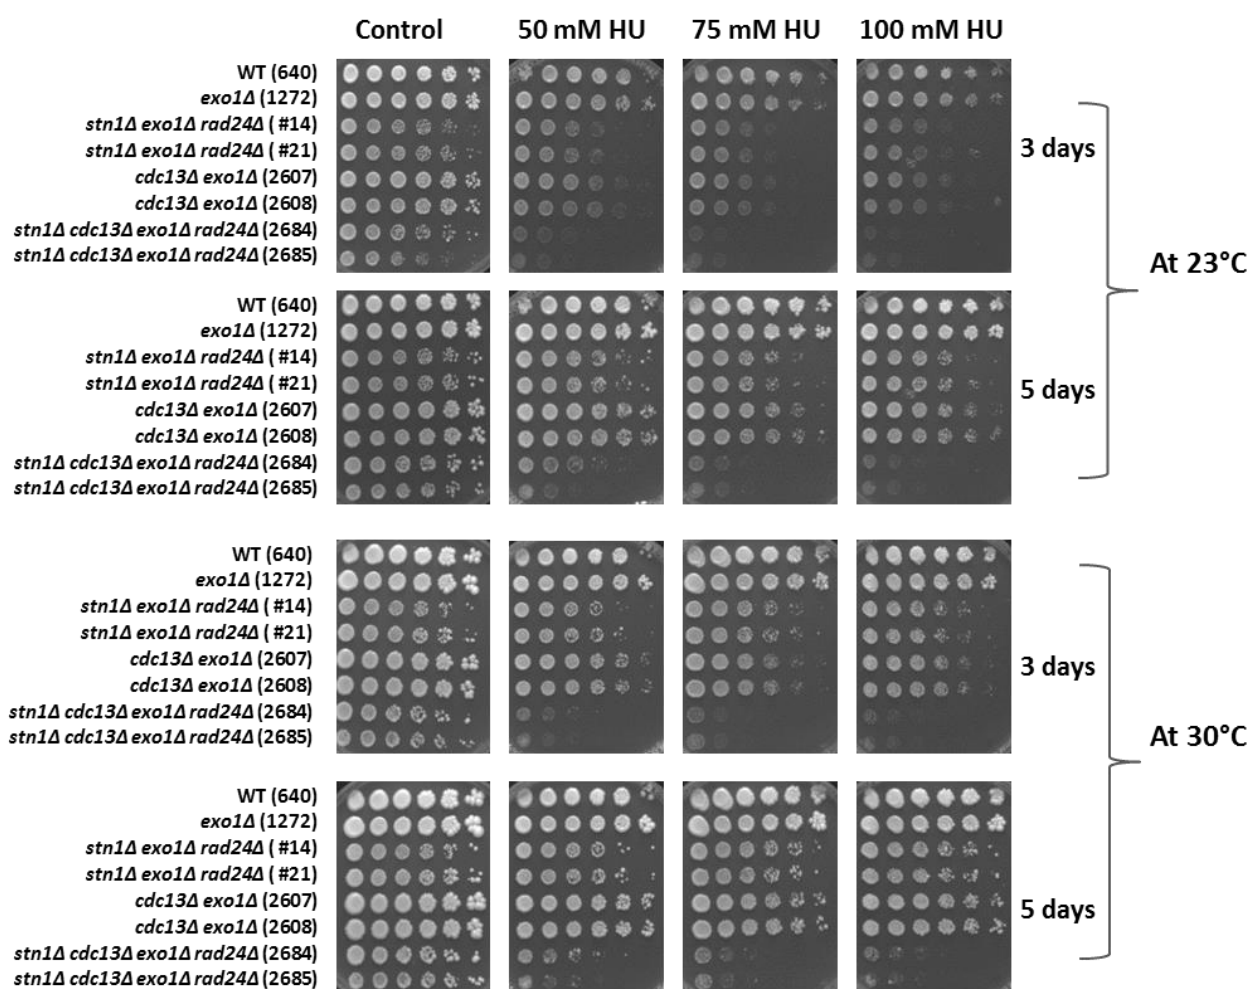 Control 50 mM HU 75 mM HU 100 mM HU
WT (640)
exo1Δ (1272)
stn1Δ exo1Δ rad24Δ ( #14)
stn1Δ exo1Δ rad24Δ ( #21)
cdc13Δ exo1Δ (2607)
cdc13Δ exo1Δ (2608)
stn1Δ cdc13Δ exo1Δ rad24Δ (2684)
stn1Δ cdc13Δ exo1Δ rad24Δ (2685)
3 days
At 23°C
WT (640)
exo1Δ (1272)
stn1Δ exo1Δ rad24Δ ( #14)
stn1Δ exo1Δ rad24Δ ( #21)
cdc13Δ exo1Δ (2607)
cdc13Δ exo1Δ (2608)
stn1Δ cdc13Δ exo1Δ rad24Δ (2684)
stn1Δ cdc13Δ exo1Δ rad24Δ (2685)
5 days
WT (640)
exo1Δ (1272)
stn1Δ exo1Δ rad24Δ ( #14)
stn1Δ exo1Δ rad24Δ ( #21)
cdc13Δ exo1Δ (2607)
cdc13Δ exo1Δ (2608)
stn1Δ cdc13Δ exo1Δ rad24Δ (2684)
stn1Δ cdc13Δ exo1Δ rad24Δ (2685)
3 days
At 30°C
WT (640)
exo1Δ (1272)
stn1Δ exo1Δ rad24Δ ( #14)
stn1Δ exo1Δ rad24Δ ( #21)
cdc13Δ exo1Δ (2607)
cdc13Δ exo1Δ (2608)
stn1Δ cdc13Δ exo1Δ rad24Δ (2684)
stn1Δ cdc13Δ exo1Δ rad24Δ (2685)
5 days